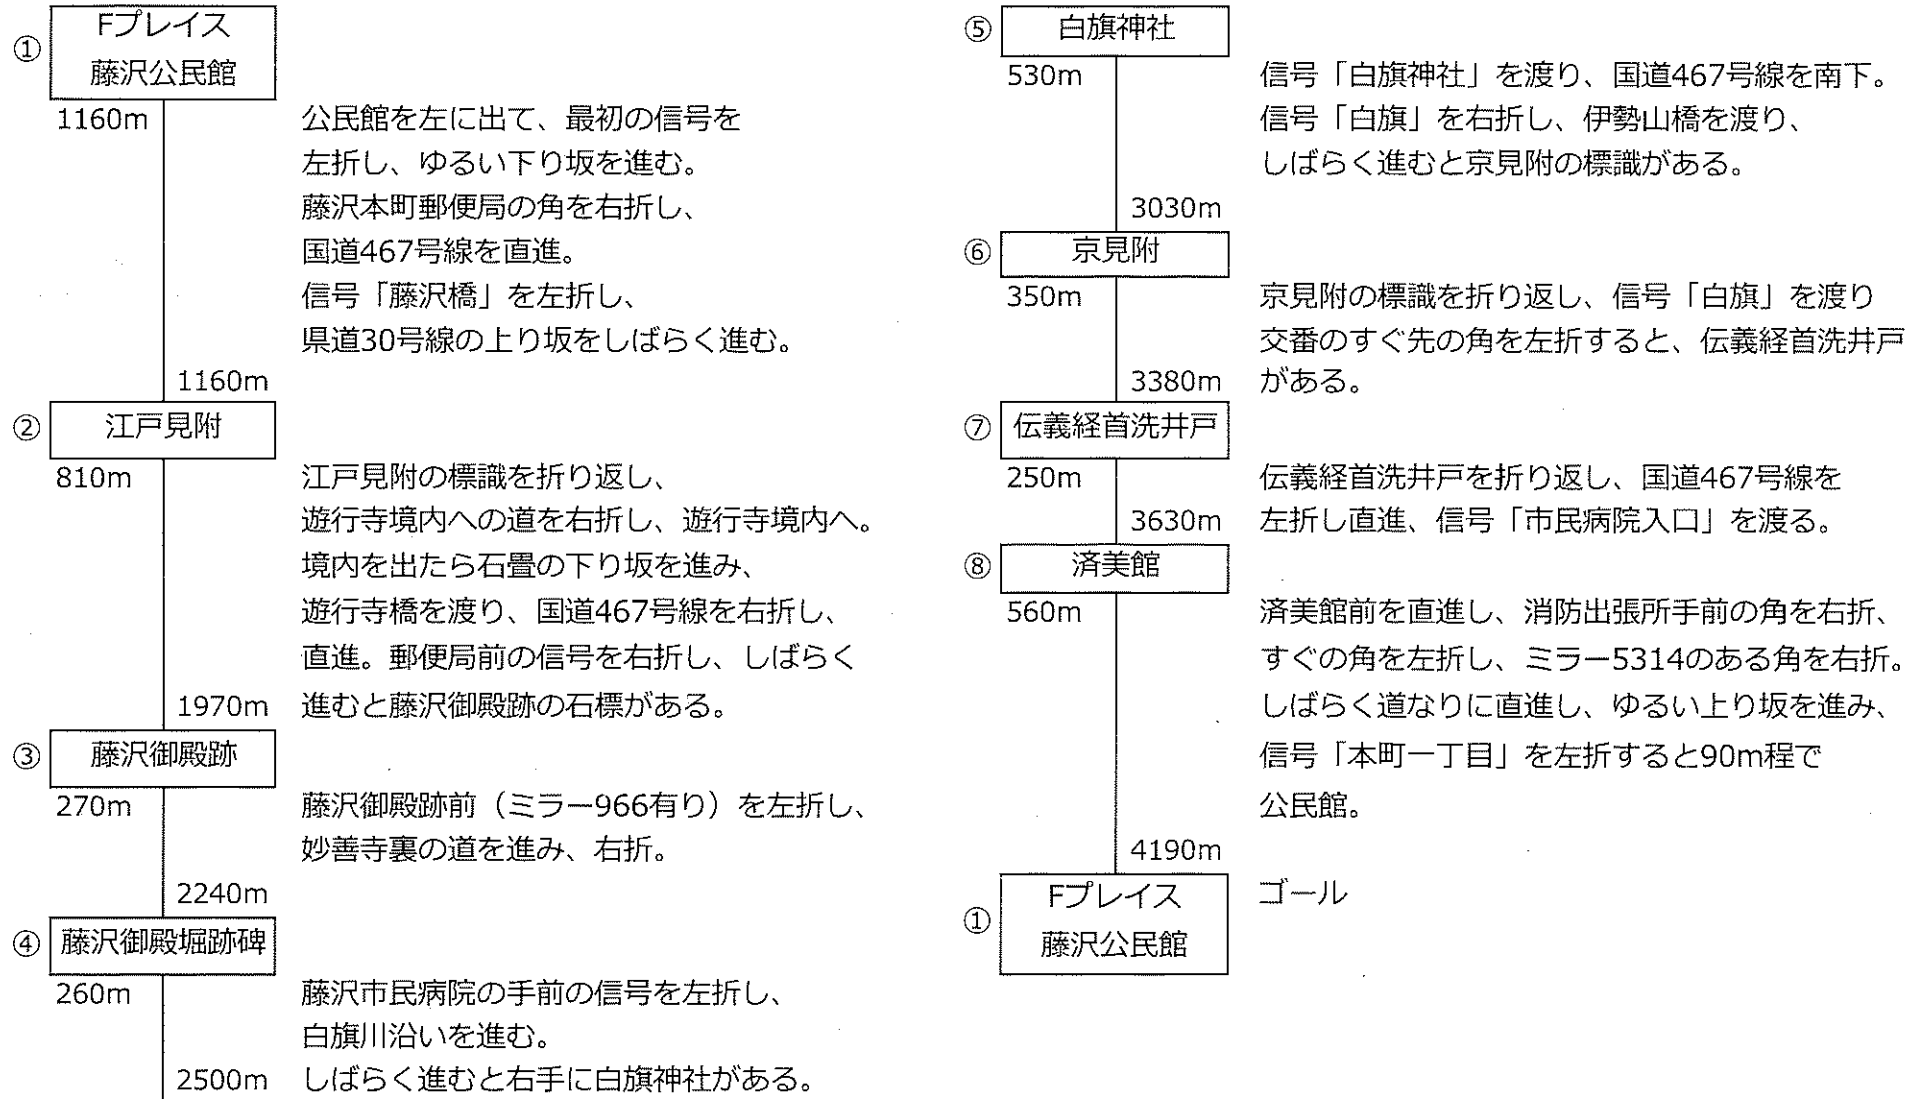 ①
Fプレイス
藤沢公民館
1160m
公民館を左に出て、最初の信号を
左折し、ゆるい下り坂を進む。
藤沢本町郵便局の角を右折し、
国道467号線を直進。
信号「藤沢橋」を左折し、
県道30号線の上り坂をしばらく進む。
1160m
② 江戸見附
810m
江戸見附の標識を折り返し、
遊行寺境内への道を右折し、遊行寺境内へ。
境内を出たら石畳の下り坂を進み、
遊行寺橋を渡り、国道467号線を右折し、
直進。郵便局前の信号を右折し、しばらく
1970m 進むと藤沢御殿跡の石標がある。
③ 藤沢御殿跡
270m
藤沢御殿跡前（ミラー966有り）を左折し、
妙善寺裏の道を進み、右折。
2240m
④ 藤沢御殿堀跡碑
260m
藤沢市民病院の手前の信号を左折し、
白旗川沿いを進む。
2500m しばらく進むと右手に白旗神社がある。
⑤ 白旗神社
530m
信号「白旗神社」を渡り、国道467号線を南下。
信号「白旗」を右折し、伊勢山橋を渡り、
しばらく進むと京見附の標識がある。
3030m
⑥ 京見附
350m
京見附の標識を折り返し、信号「白旗」を渡り
交番のすぐ先の角を左折すると、伝義経首洗井戸
3380m がある。
⑦ 伝義経首洗井戸
250m
伝義経首洗井戸を折り返し、国道467号線を
3630m 左折し直進、信号「市民病院入口」を渡る。
⑧ 済美館
560m
済美館前を直進し、消防出張所手前の角を右折、
すぐの角を左折し、ミラー5314のある角を右折。
しばらく道なりに直進し、ゆるい上り坂を進み、
信号「本町一丁目」を左折すると90m程で
公民館。
4190m
①
Fプレイス
藤沢公民館
ゴール